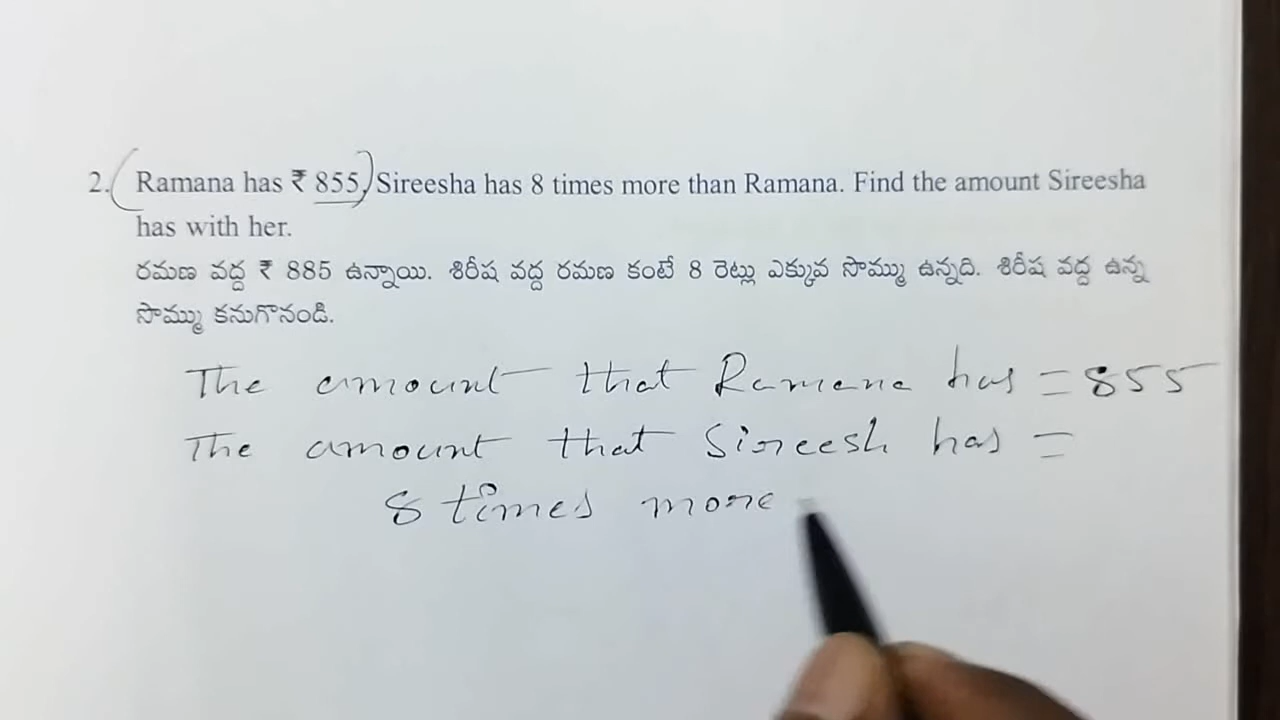 2. Ramana has ₹ 855, Sireesha has 8 times more than Ramana. Find the amount Sireesha
has with her.
రమణ వద్ద ₹ 885 ఉన్నాయి. శిరీష వద్ద రమణ కంటే 8 రెట్లు ఎక్కువ సొమ్ము ఉన్నది. శిరీష వద్ద ఉన్న
సొమ్ము కనుగొనండి.
The amount that Ramana has = 855
The amount that Sireesh has =
8 times more